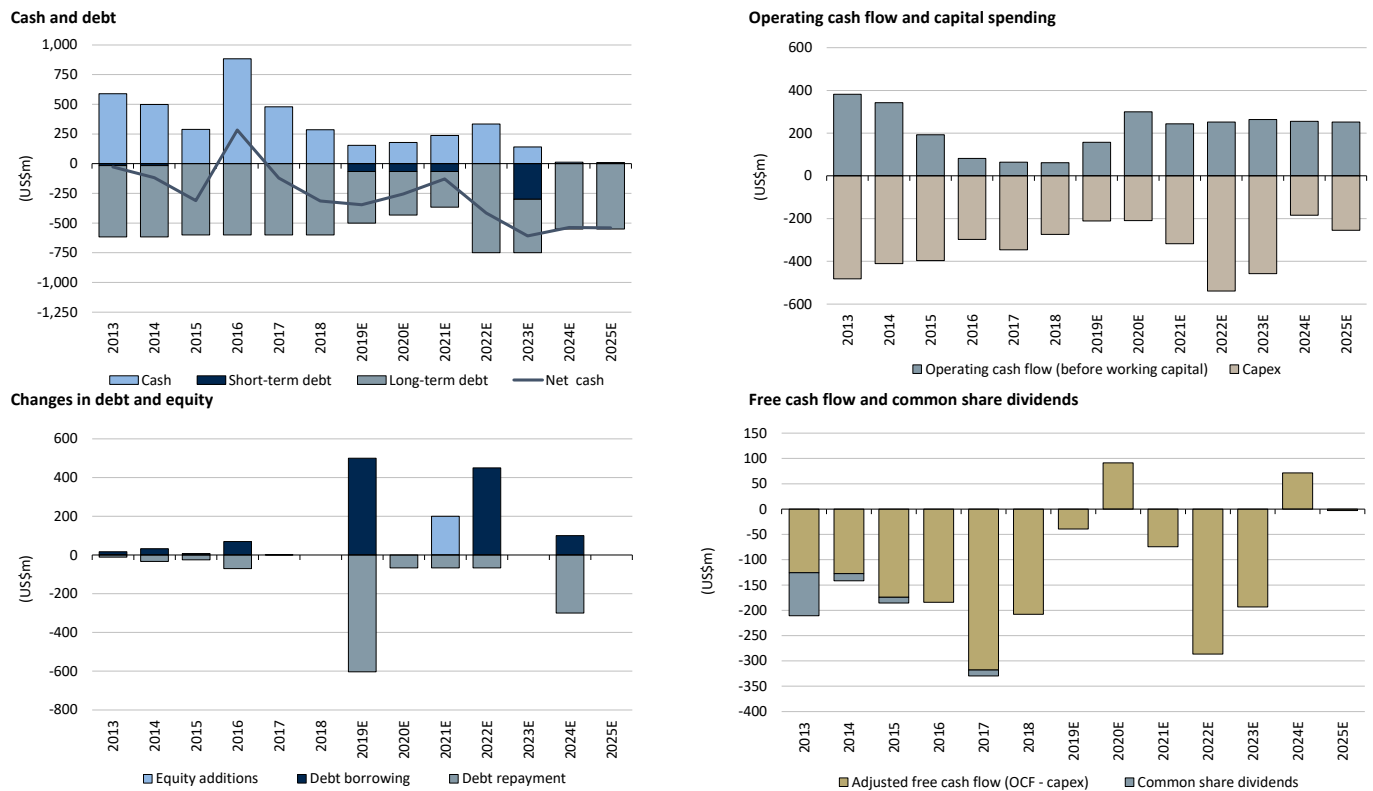 Cash and debt
1,000
750
500
250
0
-250
-500
-750
-1,000
-1,250
(US$m)
2013
2014
2015
2016
2017
2018
2019E
2020E
2021E
2022E
2023E
2024E
2025E
Cash Short-term debt Long-term debt Net cash
Operating cash flow and capital spending
600
400
200
0
-200
-400
-600
(US$m)
2013
2014
2015
2016
2017
2018
2019E
2020E
2021E
2022E
2023E
2024E
2025E
Operating cash flow (before working capital) Capex
Changes in debt and equity
600
400
200
0
-200
-400
-600
-800
(US$m)
2013
2014
2015
2016
2017
2018
2019E
2020E
2021E
2022E
2023E
2024E
2025E
Equity additions Debt borrowing Debt repayment
Free cash flow and common share dividends
150
100
50
0
-50
-100
-150
-200
-250
-300
-350
-400
(US$m)
2013
2014
2015
2016
2017
2018
2019E
2020E
2021E
2022E
2023E
2024E
2025E
Adjusted free cash flow (OCF - capex) Common share dividends